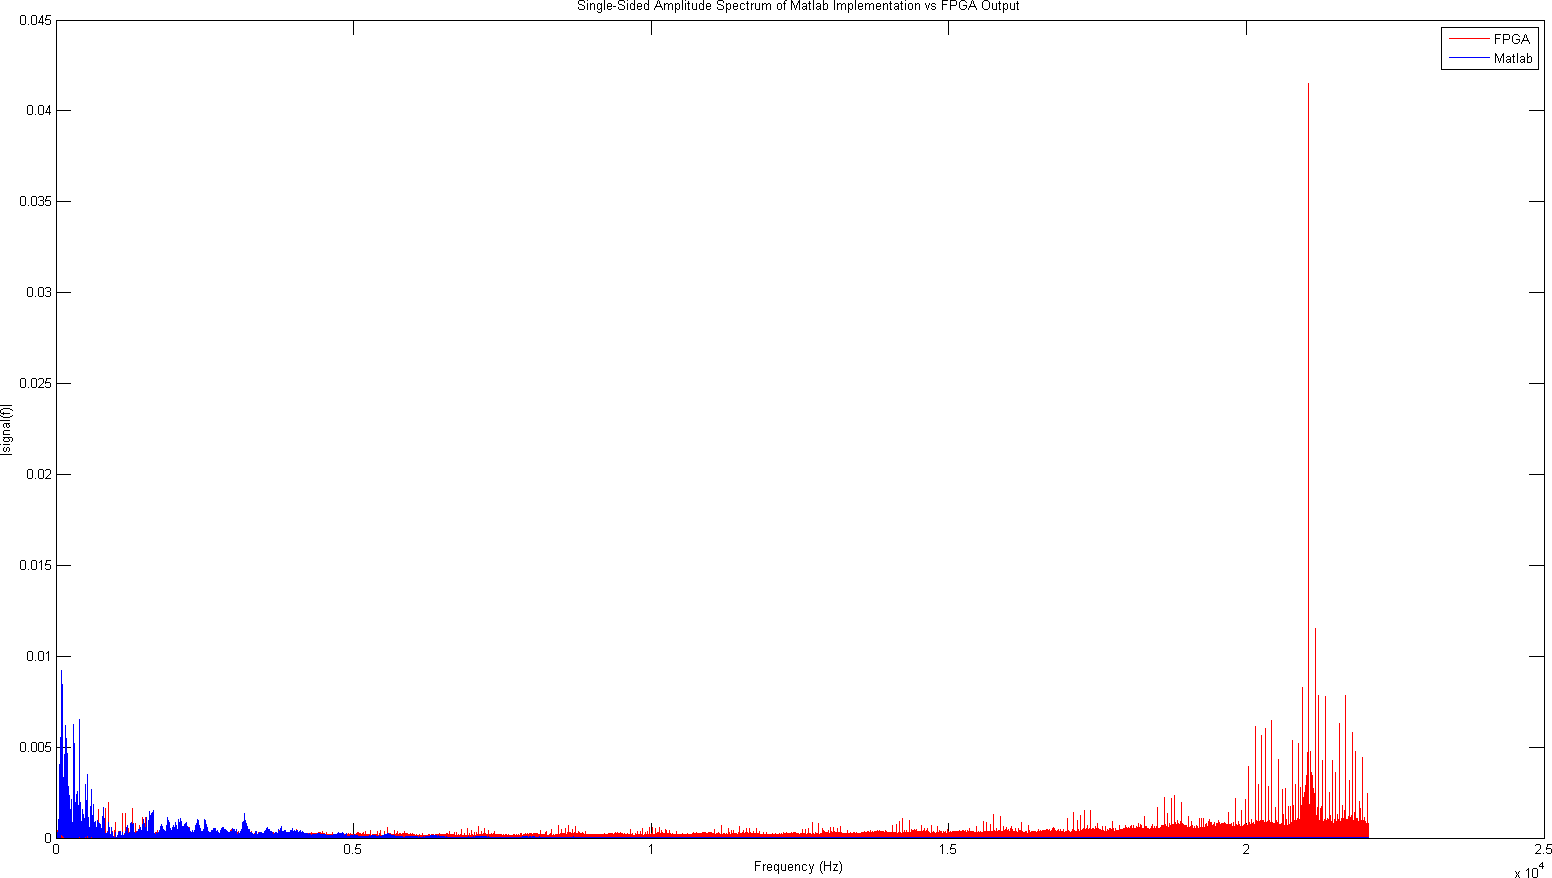 Single-Sided Amplitude Spectrum of Matlab Implementation vs FPGA Output
0.045
FPGA
Matlab
0.04
0.035
0.03
0.025
|signal(f)|
0.02
0.015
0.01
0.005
0
0 0.5 1 1.5 2 2.5
Frequency (Hz)
x 10^4